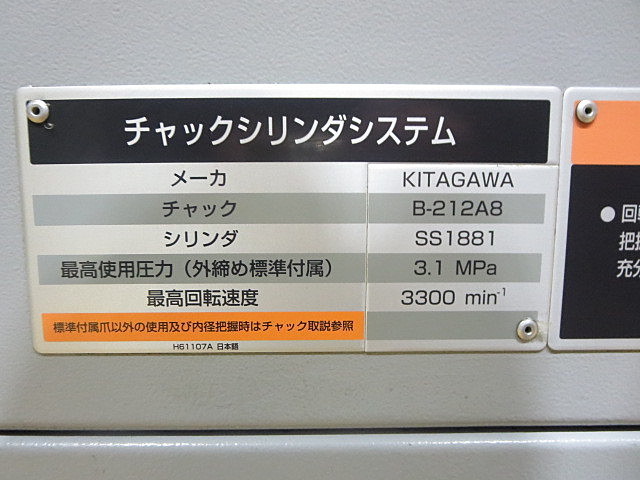 チャックシリンダシステム
メーカ KITAGAWA
チャック B-212A8
シリンダ SS1881
最高使用圧力(外締め標準付属) 3.1 MPa
最高回転速度 3300 min⁻¹
標準付属爪以外の使用及び内径把握時はチャック取説参照
H61107A 日本語
● 回
把握
充分